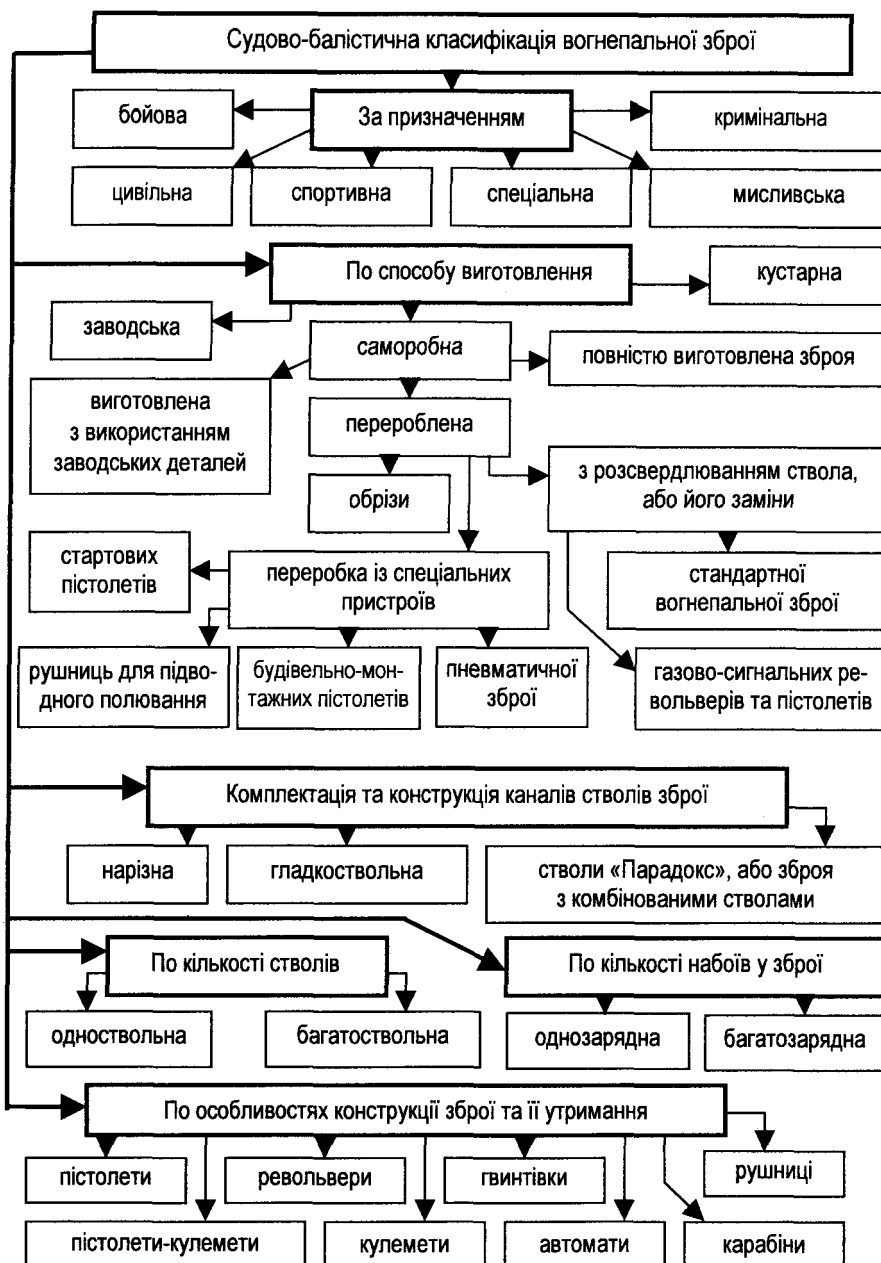 Судово-балістична класифікація вогнепальної зброї
бойова
За призначенням
кримінальна
цивільна
спортивна
спеціальна
мисливська
По способу виготовлення
кустарна
заводська
саморобна
повністю виготовлена зброя
виготовлена
з використанням
заводських деталей
перероблена
з розсвердлюванням ствола,
або його заміни
обрізи
стартових
пістолетів
переробка із спеціальних
пристроїв
стандартної
вогнепальної зброї
рушниць для підво-
дного полювання
будівельно-мон-
тажних пістолетів
пневматичної
зброї
газово-сигнальних ре-
вольверів та пістолетів
Комплектація та конструкція каналів стволів зброї
нарізна
гладкоствольна
стволи «Парадокс», або зброя
з комбінованими стволами
По кількості стволів
По кількості набоїв у зброї
одноствольна
багатоствольна
однозарядна
багатозарядна
По особливостях конструкції зброї та її утримання
пістолети
револьвери
гвинтівки
рушниці
пістолети-кулемети
кулемети
автомати
карабіни